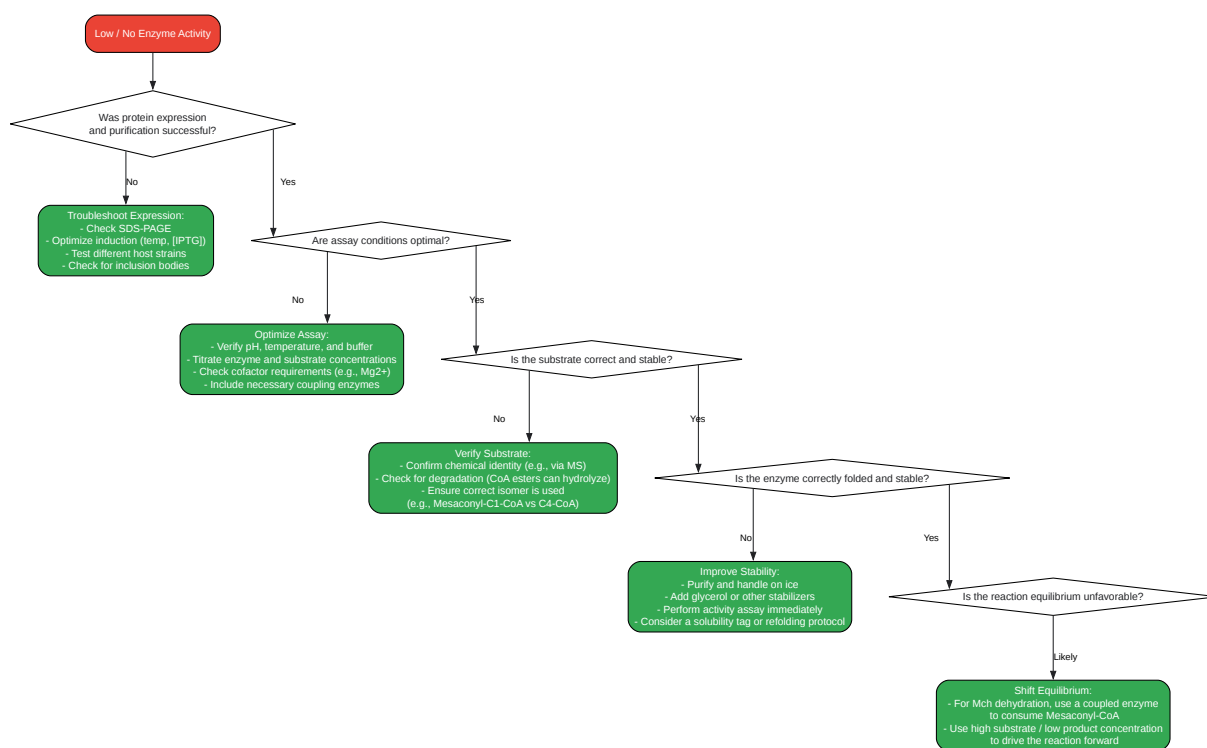 Low / No Enzyme Activity
Was protein expression
and purification successful?
No
Yes
Troubleshoot Expression:
- Check SDS-PAGE
- Optimize induction (temp, [IPTG])
- Test different host strains
- Check for inclusion bodies
Are assay conditions optimal?
No
Yes
Optimize Assay:
- Verify pH, temperature, and buffer
- Titrate enzyme and substrate concentrations
- Check cofactor requirements (e.g., Mg2+)
- Include necessary coupling enzymes
Is the substrate correct and stable?
No
Yes
Verify Substrate:
- Confirm chemical identity (e.g., via MS)
- Check for degradation (CoA esters can hydrolyze)
- Ensure correct isomer is used
(e.g., Mesaconyl-C1-CoA vs C4-CoA)
Is the enzyme correctly folded and stable?
No
Yes
Improve Stability:
- Purify and handle on ice
- Add glycerol or other stabilizers
- Perform activity assay immediately
- Consider a solubility tag or refolding protocol
Is the reaction equilibrium unfavorable?
Likely
Shift Equilibrium:
- For Mch dehydration, use a coupled enzyme
to consume Mesaconyl-CoA
- Use high substrate / low product concentration
to drive the reaction forward